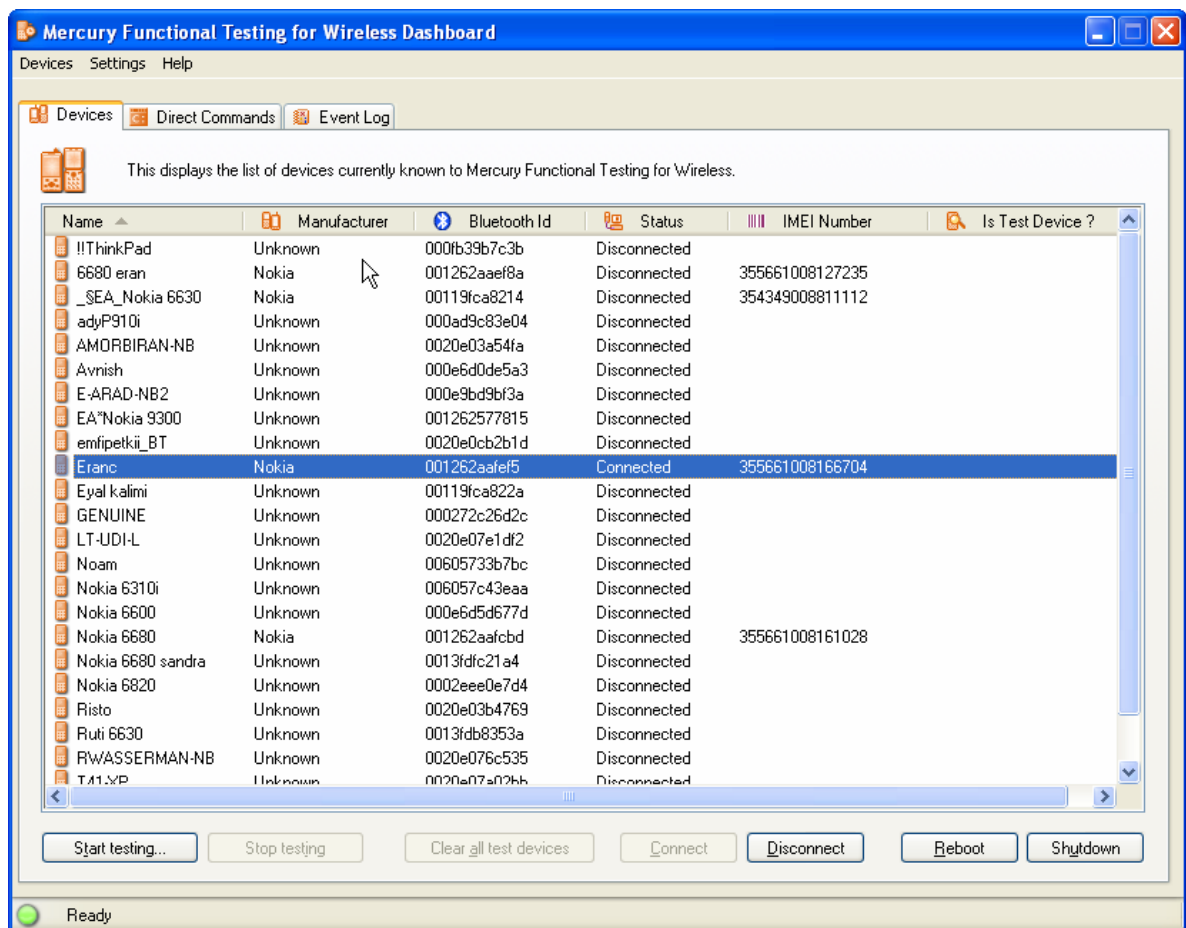 Mercury Functional Testing for Wireless Dashboard
Devices Settings Help
Devices Direct Commands Event Log
This displays the list of devices currently known to Mercury Functional Testing for Wireless.
Name Manufacturer Bluetooth Id Status IMEI Number Is Test Device ?
!!ThinkPad Unknown 000fb39b7c3b Disconnected
6680 eran Nokia 001262aaef8a Disconnected 355661008127235
_§EA_Nokia 6630 Nokia 00119fca8214 Disconnected 354349008811112
adyP910i Unknown 000ad9c83e04 Disconnected
AMORBIRAN-NB Unknown 0020e03a54fa Disconnected
Avnish Unknown 000e6d0de5a3 Disconnected
E-ARAD-NB2 Unknown 000e9bd9bf3a Disconnected
EA*Nokia 9300 Unknown 001262577815 Disconnected
emfipetkii_BT Unknown 0020e0cb2b1d Disconnected
Eranc Nokia 001262aafef5 Connected 355661008166704
Eyal kalimi Unknown 00119fca822a Disconnected
GENUINE Unknown 000272c26d2c Disconnected
LT-UDI-L Unknown 0020e07e1df2 Disconnected
Noam Unknown 00605733b7bc Disconnected
Nokia 6310i Unknown 006057c43eaa Disconnected
Nokia 6600 Unknown 000e6d5d677d Disconnected
Nokia 6680 Nokia 001262aafcbd Disconnected 355661008161028
Nokia 6680 sandra Unknown 0013fdfc21a4 Disconnected
Nokia 6820 Unknown 0002eee0e7d4 Disconnected
Risto Unknown 0020e03b4769 Disconnected
Ruti 6630 Unknown 0013fdb8353a Disconnected
RWASSERMAN-NB Unknown 0020e076c535 Disconnected
T41-XP Unknown 0020e07a02bb Disconnected
Start testing... Stop testing Clear all test devices Connect Disconnect Reboot Shutdown
Ready